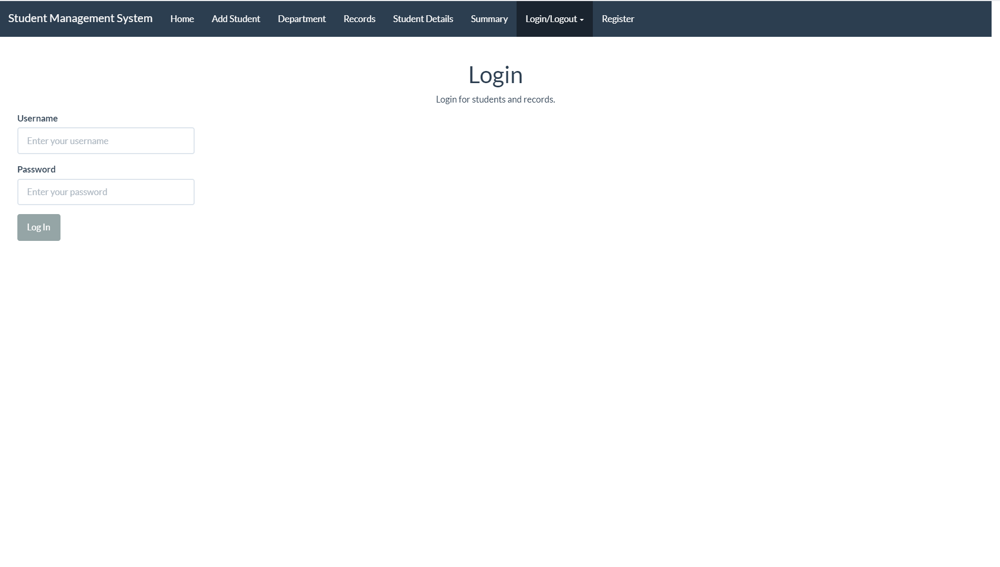 Student Management System Home Add Student Department Records Student Details Summary Login/Logout Register
Login
Login for students and records.
Username
Enter your username
Password
Enter your password
Log In